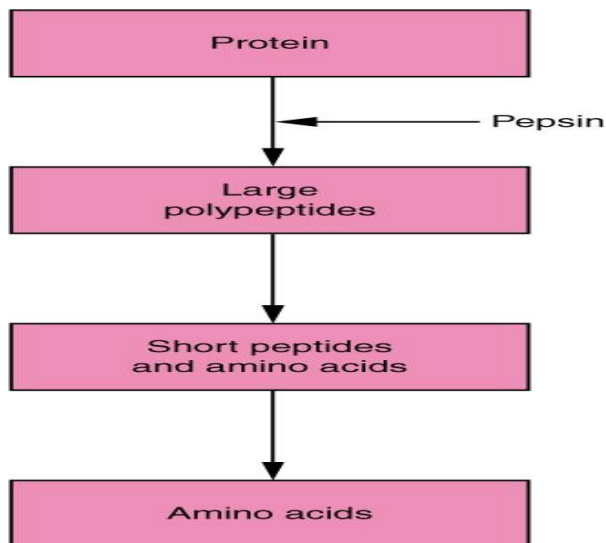 Protein
Pepsin
Large
polypeptides
Short peptides
and amino acids
Amino acids